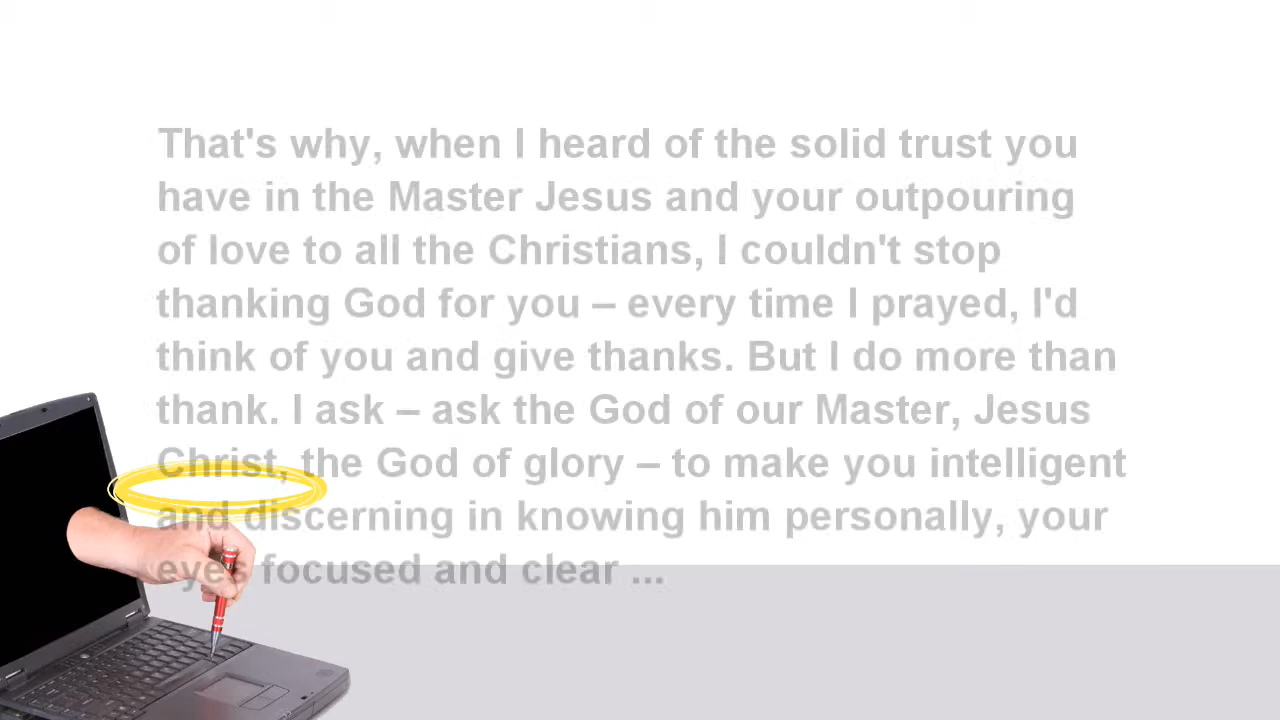 That's why, when I heard of the solid trust you
have in the Master Jesus and your outpouring
of love to all the Christians, I couldn't stop
thanking God for you – every time I prayed, I'd
think of you and give thanks. But I do more than
thank. I ask – ask the God of our Master, Jesus
Christ, the God of glory – to make you intelligent
and discerning in knowing him personally, your
eyes focused and clear ...